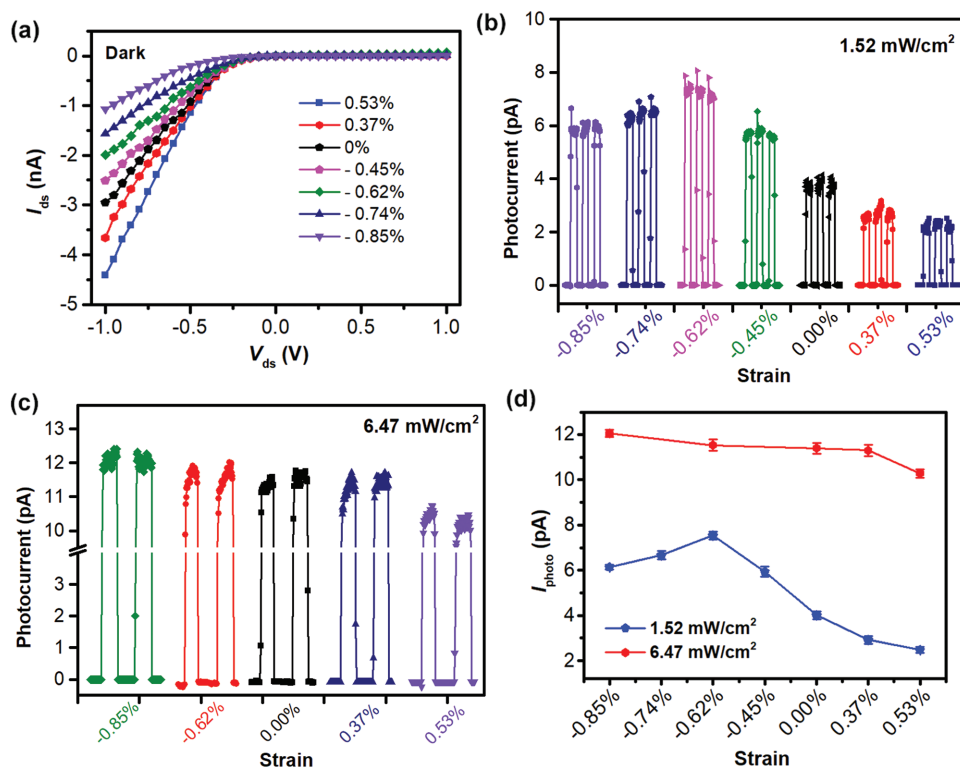 (a)
Dark
0
-1
-2
-3
-4
-5
I_ds (nA)
0.53%
0.37%
0%
- 0.45%
- 0.62%
- 0.74%
- 0.85%
-1.0 -0.5 0.0 0.5 1.0
V_ds (V)
(b)
1.52 mW/cm²
10
8
6
4
2
0
Photocurrent (pA)
-0.85% -0.74% -0.62% -0.45% 0.00% 0.37% 0.53%
Strain
(c)
6.47 mW/cm²
13
12
11
10
3
2
1
0
Photocurrent (pA)
-0.85% -0.62% 0.00% 0.37% 0.53%
Strain
(d)
14
12
10
8
6
4
2
I_photo (pA)
1.52 mW/cm²
6.47 mW/cm²
-0.85% -0.74% -0.62% -0.45% 0.00% 0.37% 0.53%
Strain